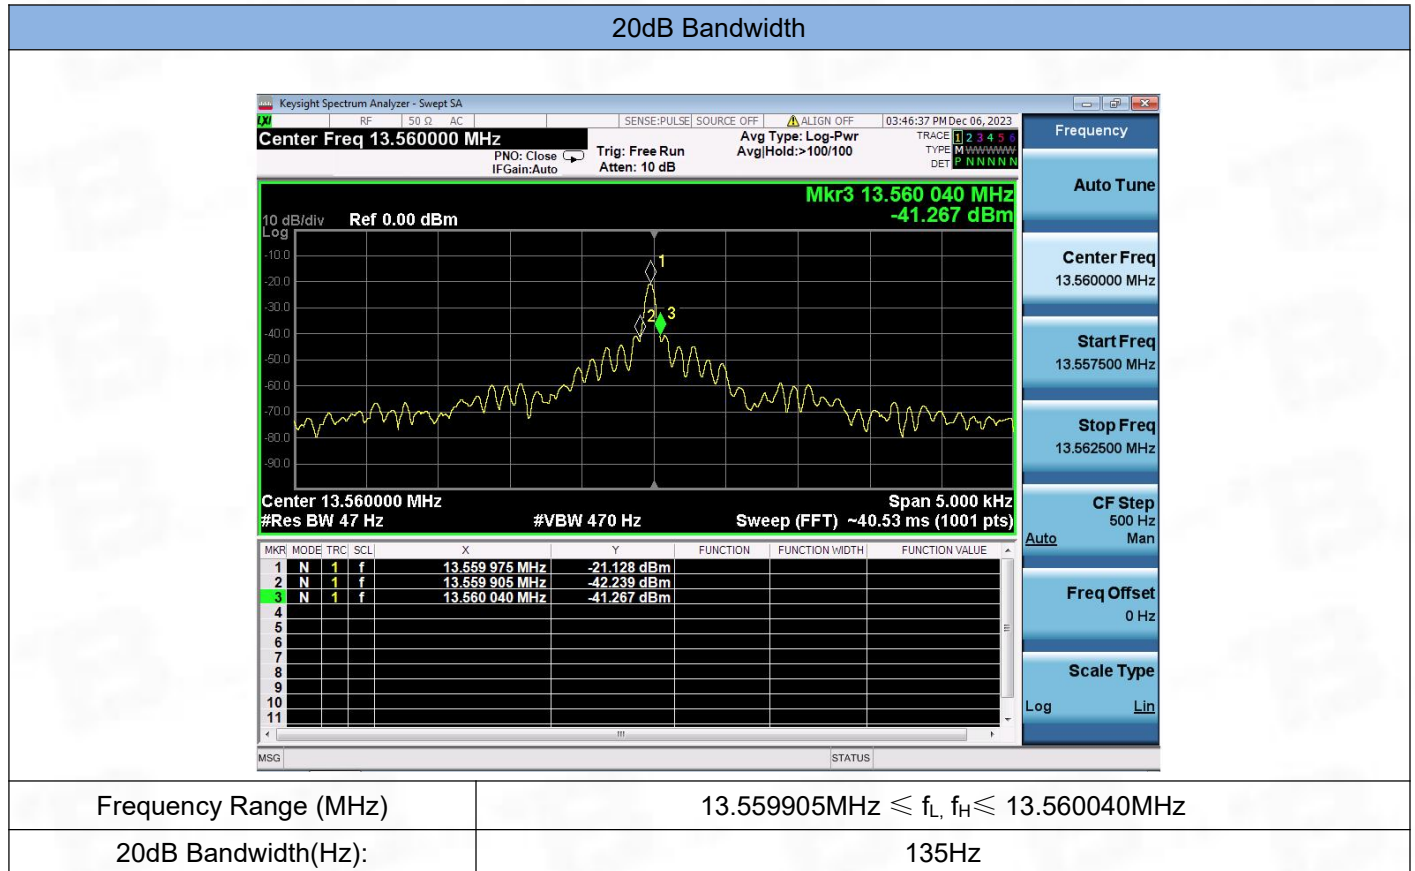 20dB Bandwidth
Keysight Spectrum Analyzer - Swept SA
LXI RF 50 Ω AC SENSE:PULSE SOURCE OFF ALIGN OFF 03:46:37 PM Dec 06, 2023
Center Freq 13.560000 MHz
PNO: Close
IFGain:Auto
Trig: Free Run
Atten: 10 dB
Avg Type: Log-Pwr
Avg|Hold:>100/100
TRACE 1 2 3 4 5 6
TYPE M WWWWW
DET P N N N N N
Mkr3 13.560 040 MHz
-41.267 dBm
10 dB/div Ref 0.00 dBm
Log
-10.0
-20.0
-30.0
-40.0
-50.0
-60.0
-70.0
-80.0
-90.0
1
2
3
Center 13.560000 MHz Span 5.000 kHz
#Res BW 47 Hz #VBW 470 Hz Sweep (FFT) ~40.53 ms (1001 pts)
MKR MODE TRC SCL X Y FUNCTION FUNCTION WIDTH FUNCTION VALUE
1 N 1 f 13.559 975 MHz -21.128 dBm
2 N 1 f 13.559 905 MHz -42.239 dBm
3 N 1 f 13.560 040 MHz -41.267 dBm
4
5
6
7
8
9
10
11
MSG STATUS
Frequency
Auto Tune
Center Freq
13.560000 MHz
Start Freq
13.557500 MHz
Stop Freq
13.562500 MHz
CF Step
500 Hz
Auto Man
Freq Offset
0 Hz
Scale Type
Log Lin
Frequency Range (MHz) 13.559905MHz ≤ fL, fH≤ 13.560040MHz
20dB Bandwidth(Hz): 135Hz